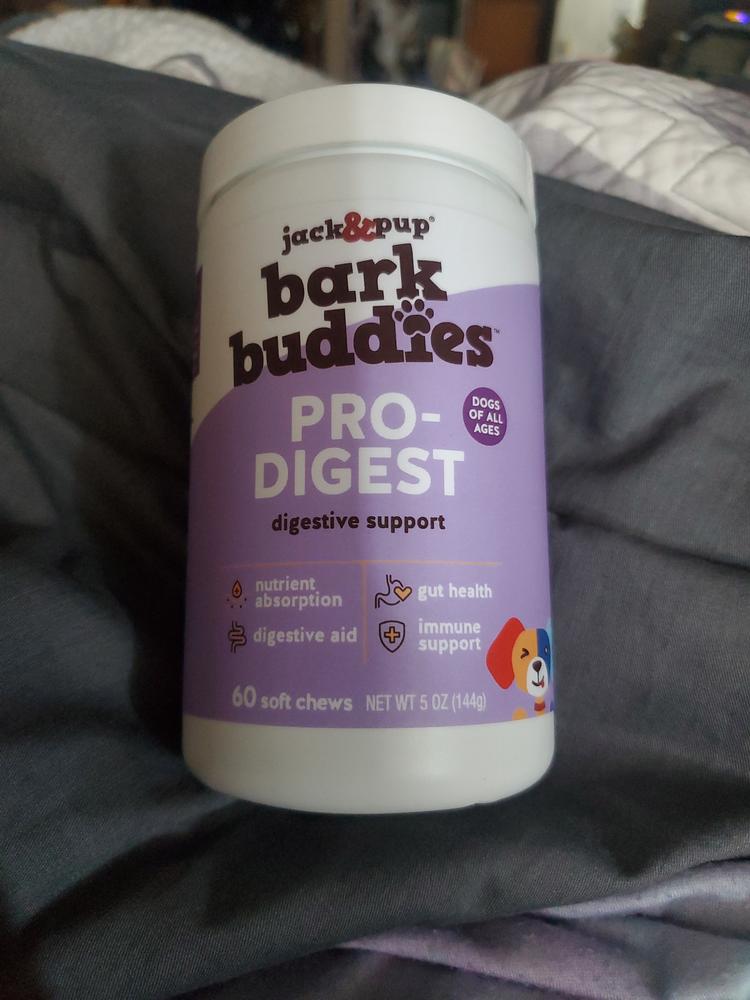 jack&pup®
bark
buddies™
PRO-
DIGEST
DOGS
OF ALL
AGES
digestive support
nutrient
absorption
gut health
digestive aid
immune
support
60 soft chews NET WT 5 OZ (144g)